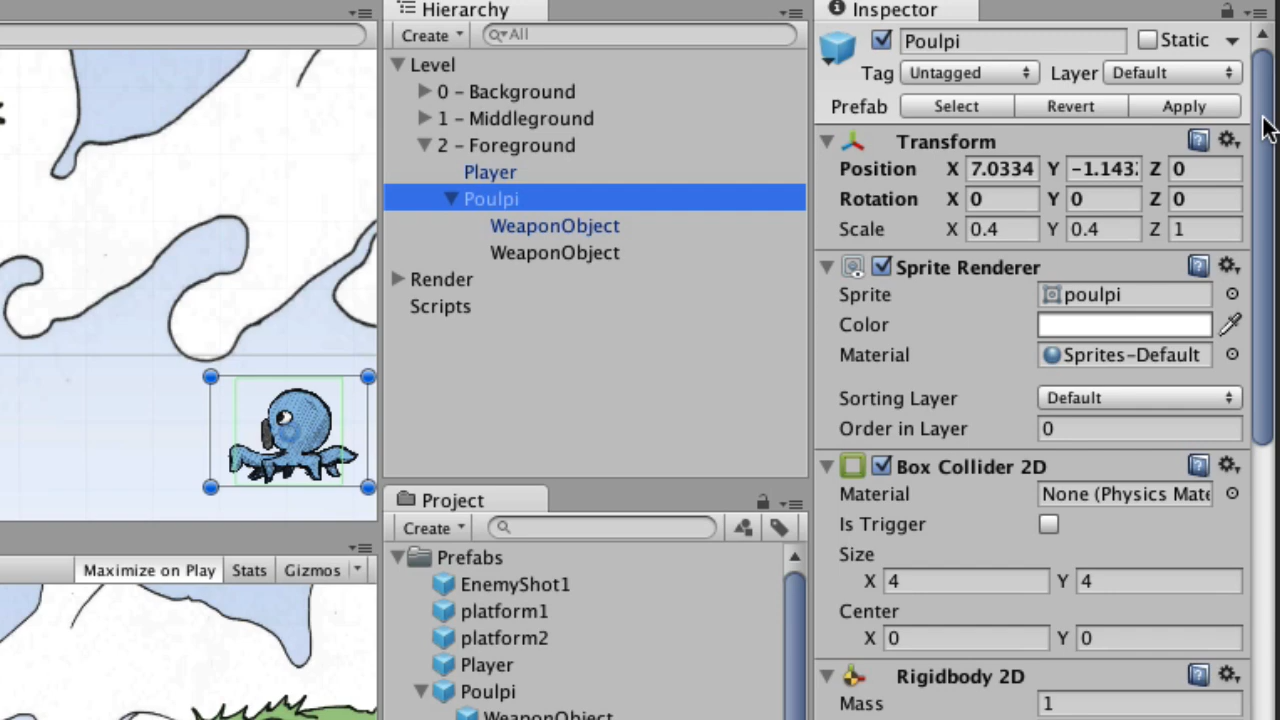 Hierarchy
Create
All
Level
0 – Background
1 – Middleground
2 – Foreground
Player
Poulpi
WeaponObject
WeaponObject
Render
Scripts
Maximize on Play Stats Gizmos
Project
Create
Prefabs
EnemyShot1
platform1
platform2
Player
Poulpi
WeaponObject
Inspector
Poulpi Static
Tag Untagged Layer Default
Prefab Select Revert Apply
Transform
Position X 7.0334 Y −1.143 Z 0
Rotation X 0 Y 0 Z 0
Scale X 0.4 Y 0.4 Z 1
Sprite Renderer
Sprite poulpi
Color
Material Sprites–Default
Sorting Layer Default
Order in Layer 0
Box Collider 2D
Material None (Physics Mate
Is Trigger
Size
X 4 Y 4
Center
X 0 Y 0
Rigidbody 2D
Mass 1